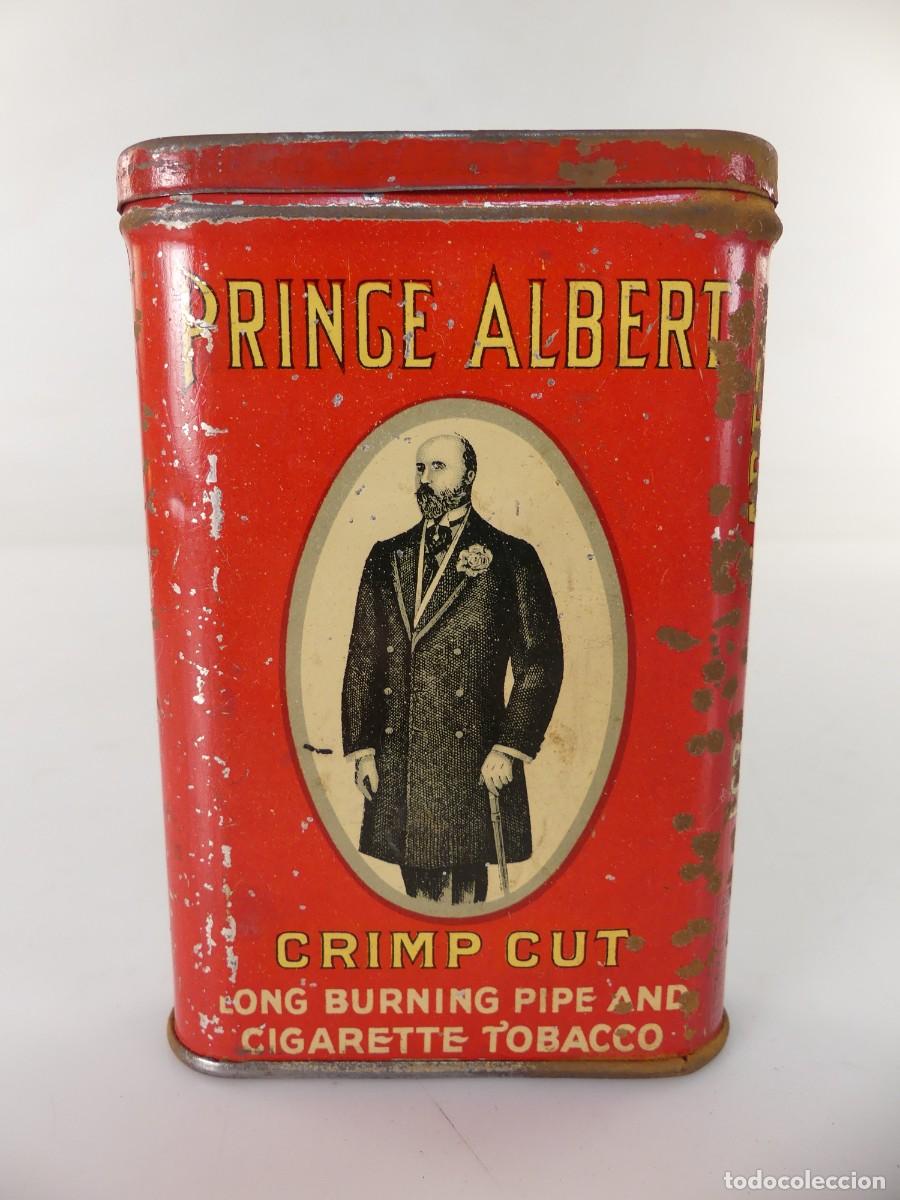 PRINCE ALBERT
CRIMP CUT
LONG BURNING PIPE AND
CIGARETTE TOBACCO
todocoleccion